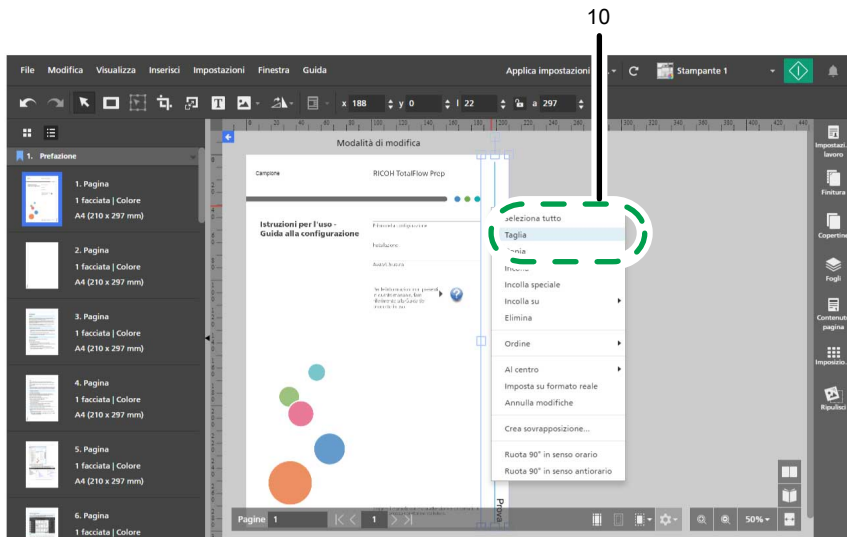 10
File Modifica Visualizza Inserisci Impostazioni Finestra Guida Applica impostazioni Stampante 1
x 188 y 0 l 22 a 297
Impostazi.. lavoro
Finitura
Copertine
Fogli
Contenuto pagina
Imposizio..
Ripulisci
1. Prefazione
1. Pagina
1 facciata | Colore
A4 (210 x 297 mm)
2. Pagina
1 facciata | Colore
A4 (210 x 297 mm)
3. Pagina
1 facciata | Colore
A4 (210 x 297 mm)
4. Pagina
1 facciata | Colore
A4 (210 x 297 mm)
5. Pagina
1 facciata | Colore
A4 (210 x 297 mm)
6. Pagina
1 facciata | Colore
Modalità di modifica
Campione RICOH TotalFlow Prep
Istruzioni per l'uso -
Guida alla configurazione
Prova
Seleziona tutto
Taglia
Copia
Incolla
Incolla speciale
Incolla su
Elimina
Ordine
Al centro
Imposta su formato reale
Annulla modifiche
Crea sovrapposizione...
Ruota 90° in senso orario
Ruota 90° in senso antiorario
Pagine 1 1 50%